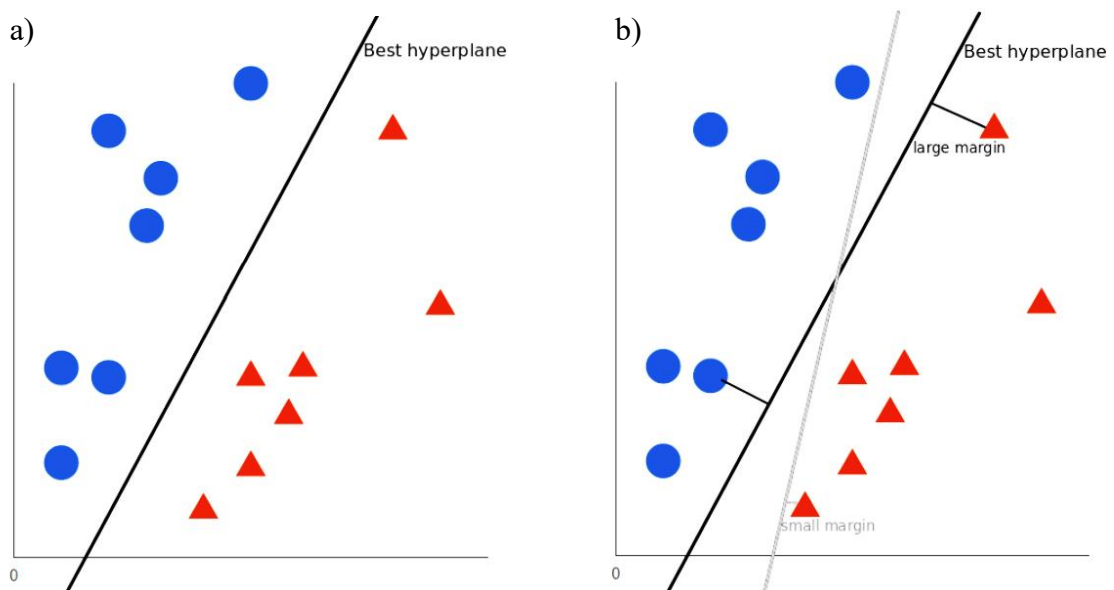 a)
Best hyperplane
0
b)
Best hyperplane
large margin
small margin
0